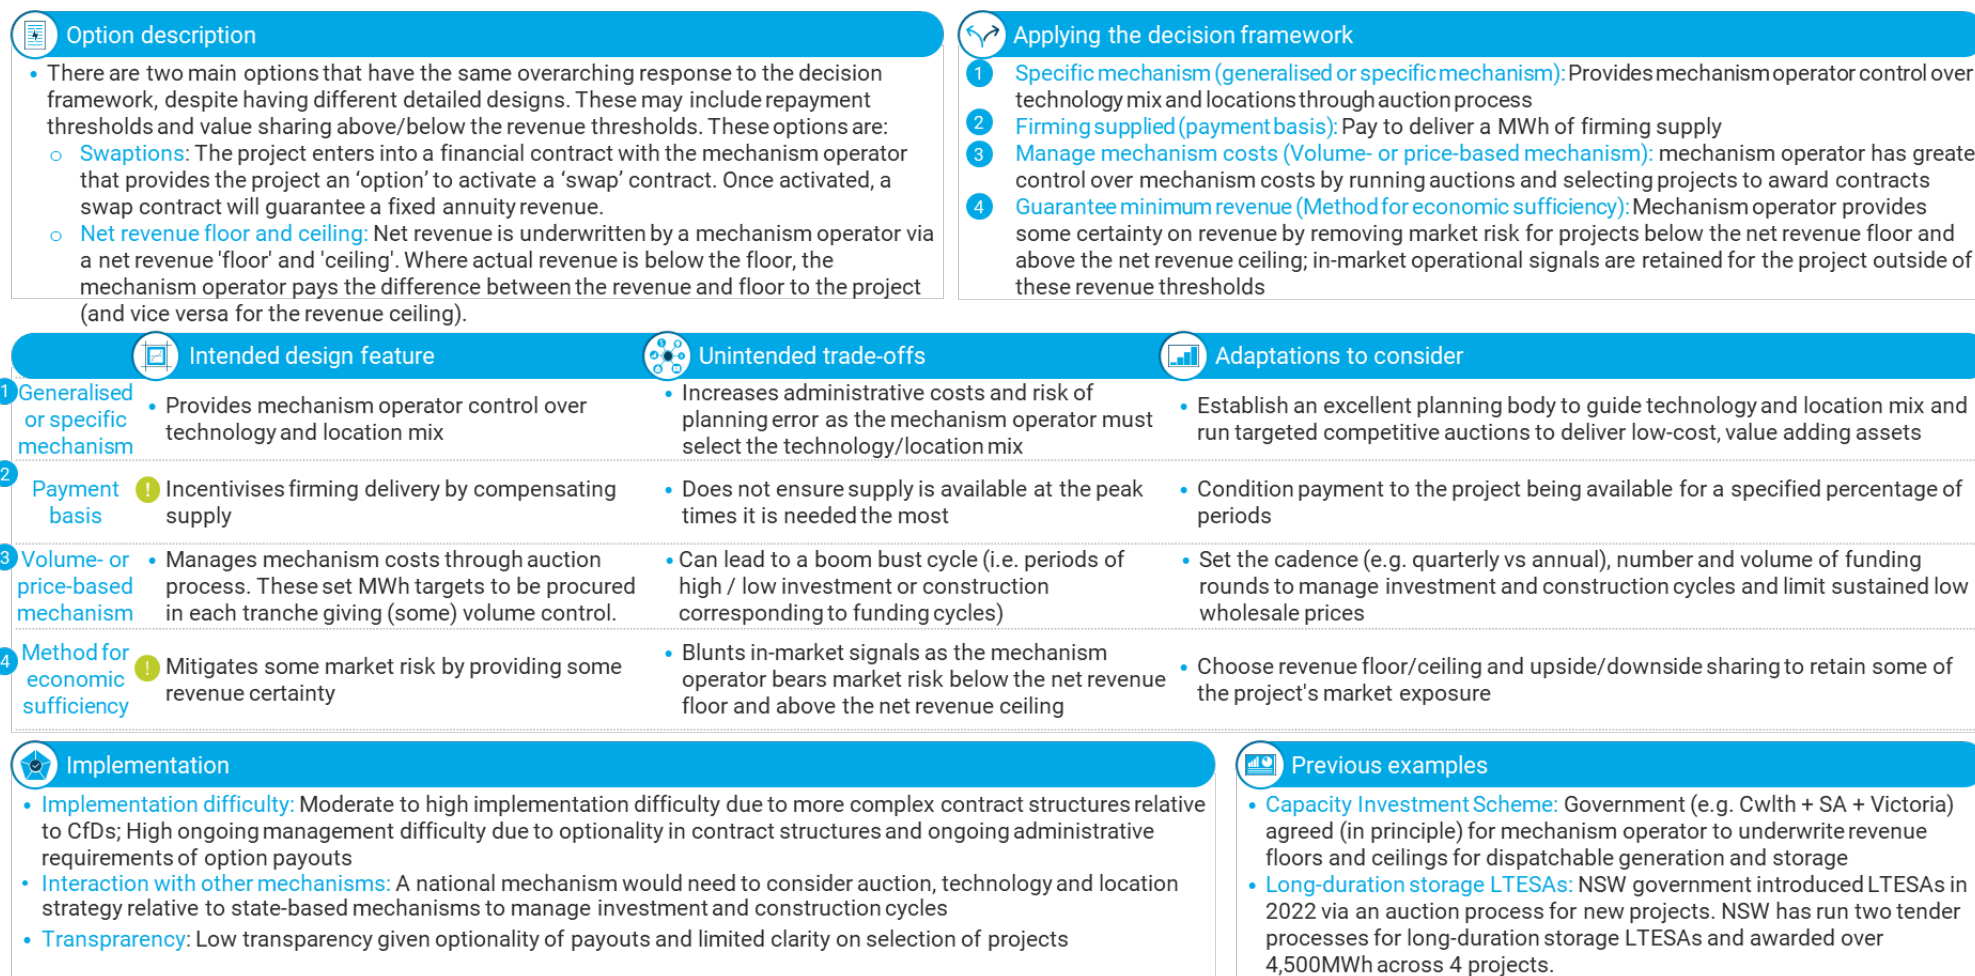 Option description
• There are two main options that have the same overarching response to the decision
framework, despite having different detailed designs. These may include repayment
thresholds and value sharing above/below the revenue thresholds. These options are:
o Swaptions: The project enters into a financial contract with the mechanism operator
that provides the project an ‘option’ to activate a ‘swap’ contract. Once activated, a
swap contract will guarantee a fixed annuity revenue.
o Net revenue floor and ceiling: Net revenue is underwritten by a mechanism operator via
a net revenue 'floor' and 'ceiling'. Where actual revenue is below the floor, the
mechanism operator pays the difference between the revenue and floor to the project
(and vice versa for the revenue ceiling).
Applying the decision framework
1 Specific mechanism (generalised or specific mechanism): Provides mechanism operator control over
technology mix and locations through auction process
2 Firming supplied (payment basis): Pay to deliver a MWh of firming supply
3 Manage mechanism costs (Volume- or price-based mechanism): mechanism operator has greate
control over mechanism costs by running auctions and selecting projects to award contracts
4 Guarantee minimum revenue (Method for economic sufficiency): Mechanism operator provides
some certainty on revenue by removing market risk for projects below the net revenue floor and
above the net revenue ceiling; in-market operational signals are retained for the project outside of
these revenue thresholds
Intended design feature
Unintended trade-offs
Adaptations to consider
1 Generalised
or specific
mechanism
• Provides mechanism operator control over
technology and location mix
• Increases administrative costs and risk of
planning error as the mechanism operator must
select the technology/location mix
• Establish an excellent planning body to guide technology and location mix and
run targeted competitive auctions to deliver low-cost, value adding assets
2 Payment
basis
! Incentivises firming delivery by compensating
supply
• Does not ensure supply is available at the peak
times it is needed the most
• Condition payment to the project being available for a specified percentage of
periods
3 Volume- or
price-based
mechanism
• Manages mechanism costs through auction
process. These set MWh targets to be procured
in each tranche giving (some) volume control.
• Can lead to a boom bust cycle (i.e. periods of
high / low investment or construction
corresponding to funding cycles)
• Set the cadence (e.g. quarterly vs annual), number and volume of funding
rounds to manage investment and construction cycles and limit sustained low
wholesale prices
4 Method for
economic
sufficiency
! Mitigates some market risk by providing some
revenue certainty
• Blunts in-market signals as the mechanism
operator bears market risk below the net revenue
floor and above the net revenue ceiling
• Choose revenue floor/ceiling and upside/downside sharing to retain some of
the project's market exposure
Implementation
• Implementation difficulty: Moderate to high implementation difficulty due to more complex contract structures relative
to CfDs; High ongoing management difficulty due to optionality in contract structures and ongoing administrative
requirements of option payouts
• Interaction with other mechanisms: A national mechanism would need to consider auction, technology and location
strategy relative to state-based mechanisms to manage investment and construction cycles
• Transprarency: Low transparency given optionality of payouts and limited clarity on selection of projects
Previous examples
• Capacity Investment Scheme: Government (e.g. Cwlth + SA + Victoria)
agreed (in principle) for mechanism operator to underwrite revenue
floors and ceilings for dispatchable generation and storage
• Long-duration storage LTESAs: NSW government introduced LTESAs in
2022 via an auction process for new projects. NSW has run two tender
processes for long-duration storage LTESAs and awarded over
4,500MWh across 4 projects.